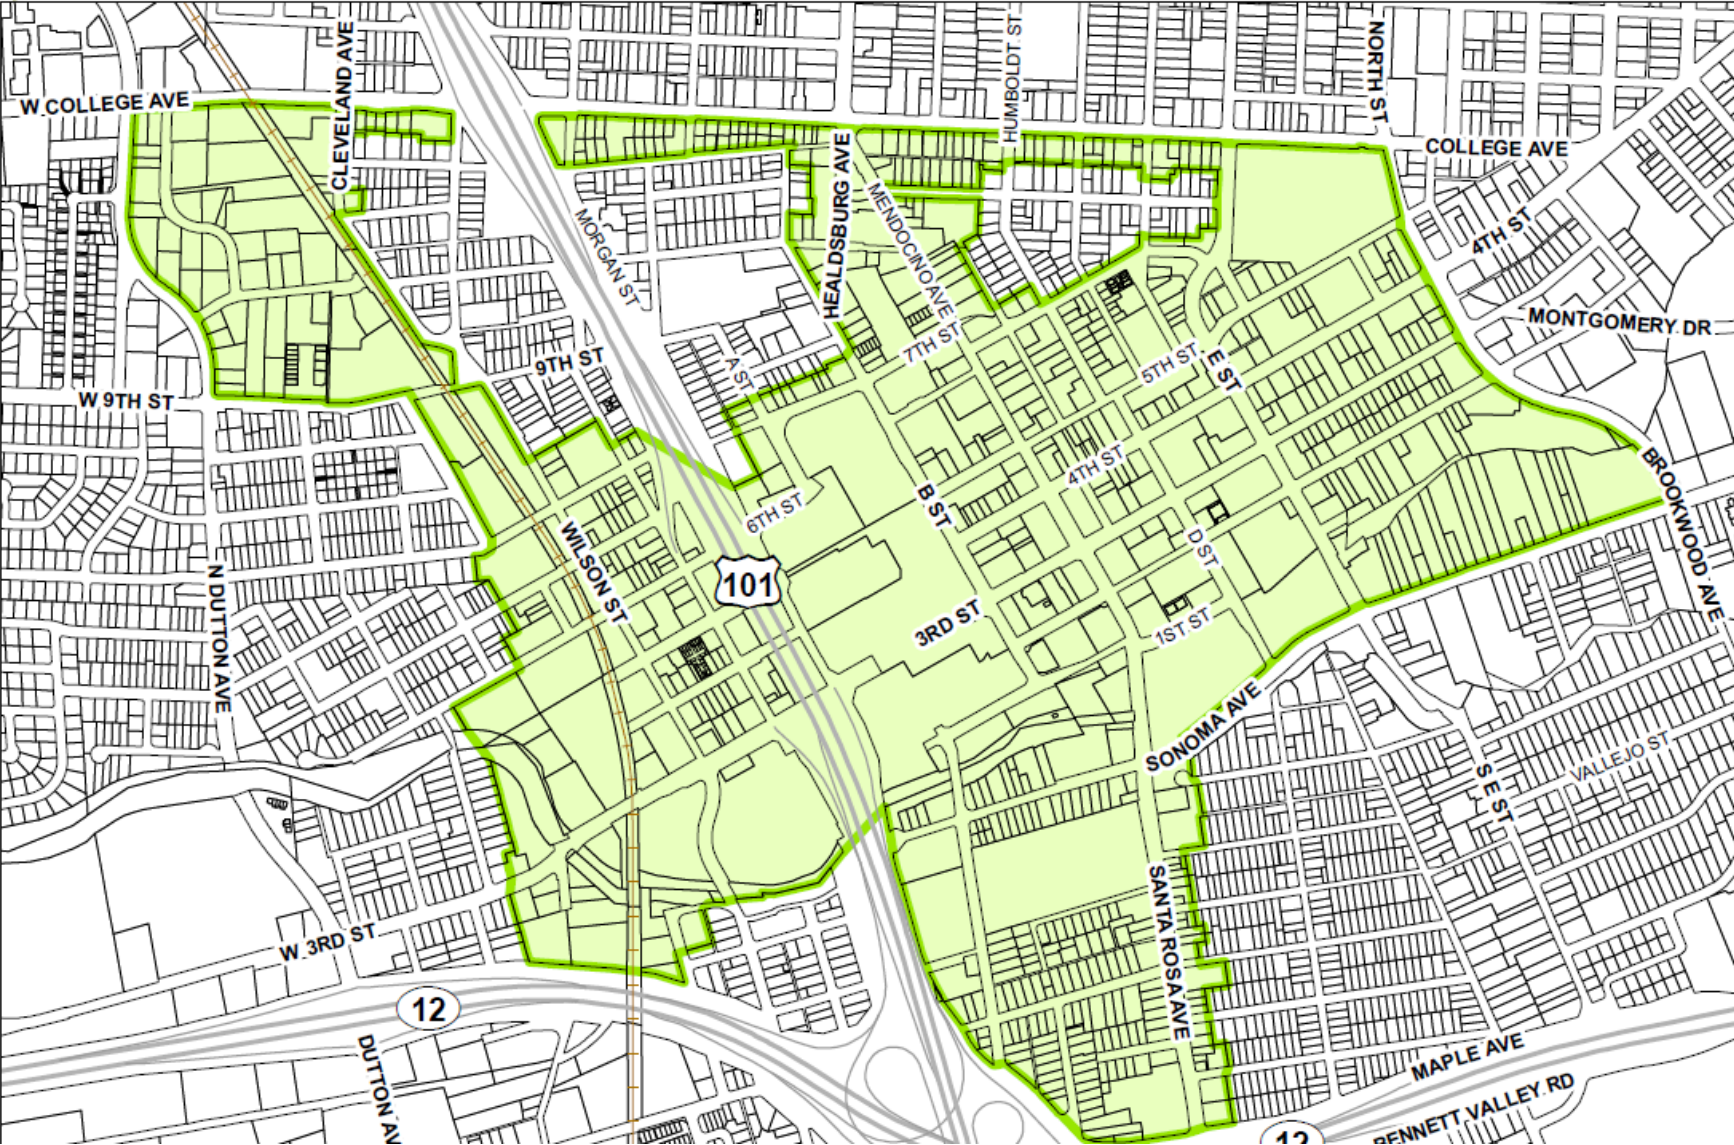 W COLLEGE AVE
CLEVELAND AVE
HUMBOLDT ST
NORTH ST
COLLEGE AVE
HEALDSBURG AVE
MENDOCINO AVE
MORGAN ST
4TH ST
MONTGOMERY DR
7TH ST
5TH ST
E ST
9TH ST
A ST
W 9TH ST
4TH ST
B ST
6TH ST
BROOKWOOD AVE
WILSON ST
101
D ST
N DUTTON AVE
3RD ST
1ST ST
SONOMA AVE
S E ST
VALLEJO ST
SANTA ROSA AVE
W 3RD ST
12
DUTTON AV
MAPLE AVE
BENNETT VALLEY RD
12